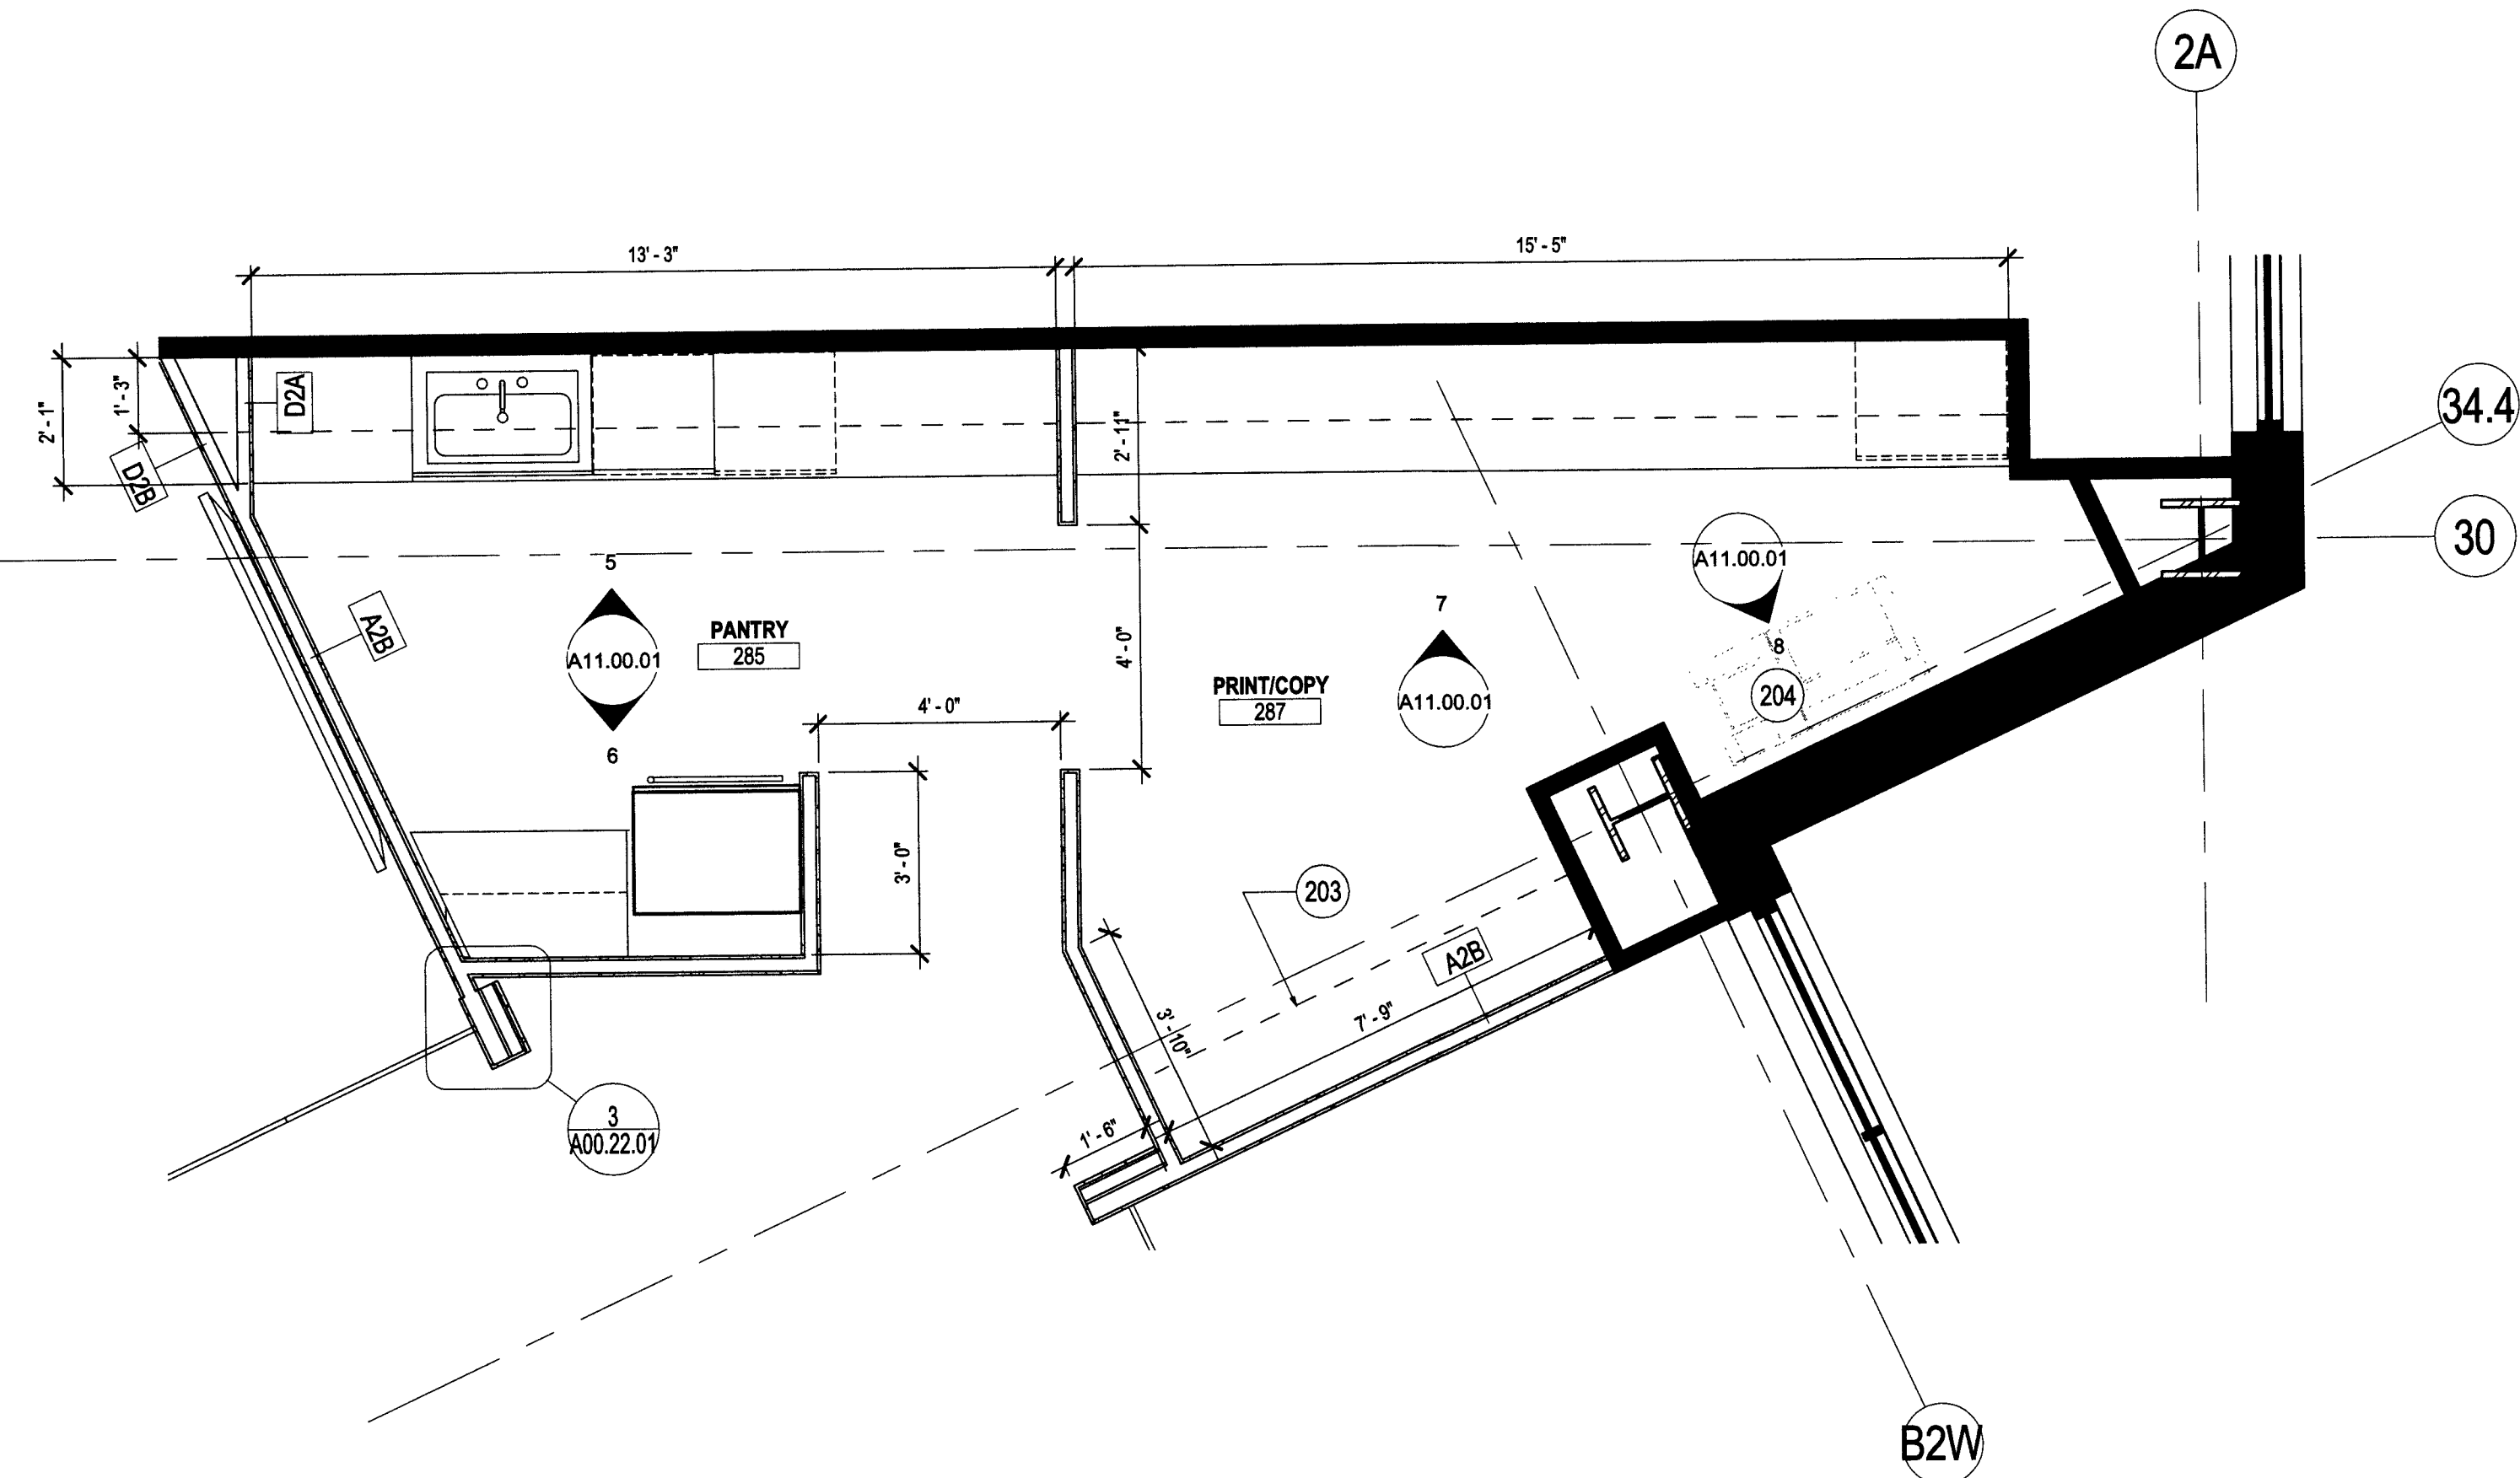 2A
13' - 3"
15' - 5"
2' - 1"
1' - 3"
D2A
D2B
2' - 11"
34.4
30
5
A11.00.01
6
PANTRY
285
A2B
4' - 0"
4' - 0"
7
A11.00.01
PRINT/COPY
287
A11.00.01
8
204
3' - 0"
203
A2B
7' - 9"
3' - 10"
1' - 6"
3
A00.22.01
B2W